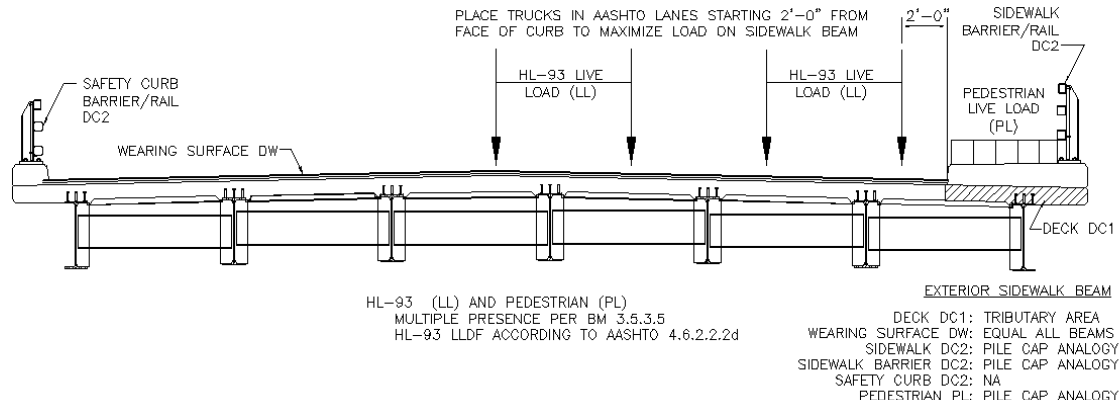 PLACE TRUCKS IN AASHTO LANES STARTING 2'-0" FROM
FACE OF CURB TO MAXIMIZE LOAD ON SIDEWALK BEAM
2'-0"
SIDEWALK
BARRIER/RAIL
DC2
SAFETY CURB
BARRIER/RAIL
DC2
HL-93 LIVE
LOAD (LL)
HL-93 LIVE
LOAD (LL)
PEDESTRIAN
LIVE LOAD
(PL)
WEARING SURFACE DW
DECK DC1
HL-93 (LL) AND PEDESTRIAN (PL)
MULTIPLE PRESENCE PER BM 3.5.3.5
HL-93 LLDF ACCORDING TO AASHTO 4.6.2.2.2d
EXTERIOR SIDEWALK BEAM
DECK DC1: TRIBUTARY AREA
WEARING SURFACE DW: EQUAL ALL BEAMS
SIDEWALK DC2: PILE CAP ANALOGY
SIDEWALK BARRIER DC2: PILE CAP ANALOGY
SAFETY CURB DC2: NA
PEDESTRIAN PL: PILE CAP ANALOGY